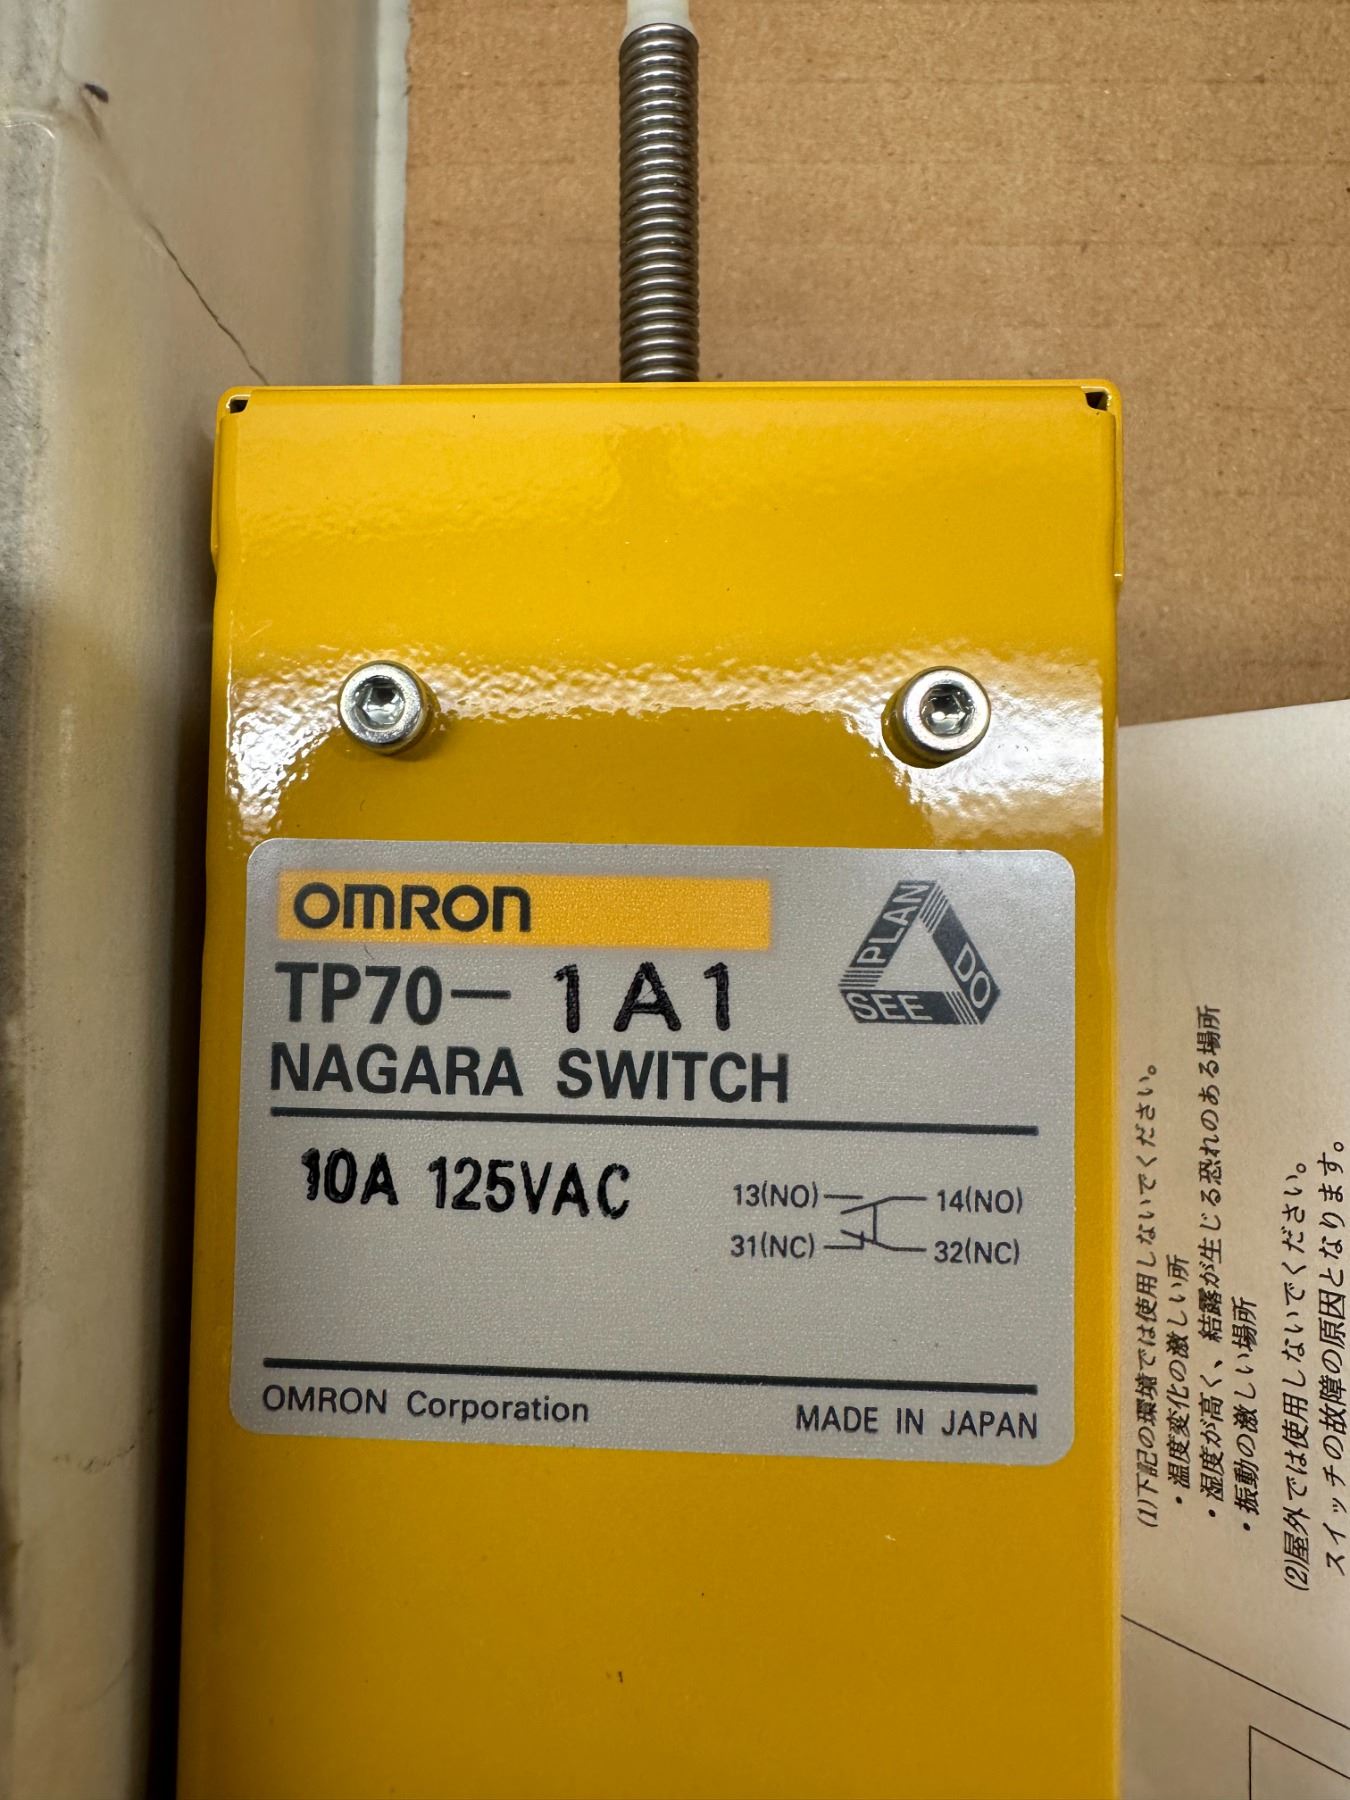 OMRON
PLAN
DO
SEE
TP70-1A1
NAGARA SWITCH
10A 125VAC
13(NO) 14(NO)
31(NC) 32(NC)
OMRON Corporation MADE IN JAPAN
(1)下記の環境では使用しないでください。
・温度変化の激しい所
・湿度が高く、結露が生じる恐れのある場所
・振動の激しい場所
(2)屋外では使用しないでください。
スイッチの故障の原因となります。